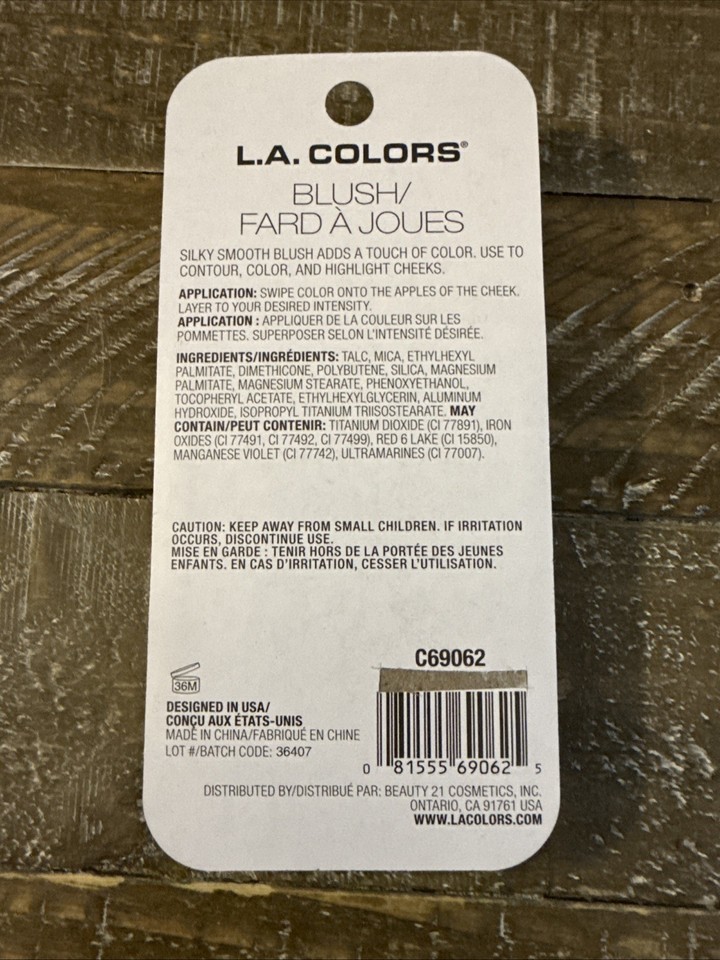 L.A. COLORS®
BLUSH/
FARD À JOUES
SILKY SMOOTH BLUSH ADDS A TOUCH OF COLOR. USE TO
CONTOUR, COLOR, AND HIGHLIGHT CHEEKS.
APPLICATION: SWIPE COLOR ONTO THE APPLES OF THE CHEEK.
LAYER TO YOUR DESIRED INTENSITY.
APPLICATION : APPLIQUER DE LA COULEUR SUR LES
POMMETTES. SUPERPOSER SELON L'INTENSITÉ DÉSIRÉE.
INGREDIENTS/INGRÉDIENTS: TALC, MICA, ETHYLHEXYL
PALMITATE, DIMETHICONE, POLYBUTENE, SILICA, MAGNESIUM
PALMITATE, MAGNESIUM STEARATE, PHENOXYETHANOL,
TOCOPHERYL ACETATE, ETHYLHEXYLGLYCERIN, ALUMINUM
HYDROXIDE, ISOPROPYL TITANIUM TRIISOSTEARATE. MAY
CONTAIN/PEUT CONTENIR: TITANIUM DIOXIDE (CI 77891), IRON
OXIDES (CI 77491, CI 77492, CI 77499), RED 6 LAKE (CI 15850),
MANGANESE VIOLET (CI 77742), ULTRAMARINES (CI 77007).
CAUTION: KEEP AWAY FROM SMALL CHILDREN. IF IRRITATION
OCCURS, DISCONTINUE USE.
MISE EN GARDE : TENIR HORS DE LA PORTÉE DES JEUNES
ENFANTS. EN CAS D'IRRITATION, CESSER L'UTILISATION.
C69062
36M
DESIGNED IN USA/
CONÇU AUX ÉTATS-UNIS
MADE IN CHINA/FABRIQUÉ EN CHINE
LOT #/BATCH CODE: 36407
0 81555 69062 5
DISTRIBUTED BY/DISTRIBUÉ PAR: BEAUTY 21 COSMETICS, INC.
ONTARIO, CA 91761 USA
WWW.LACOLORS.COM